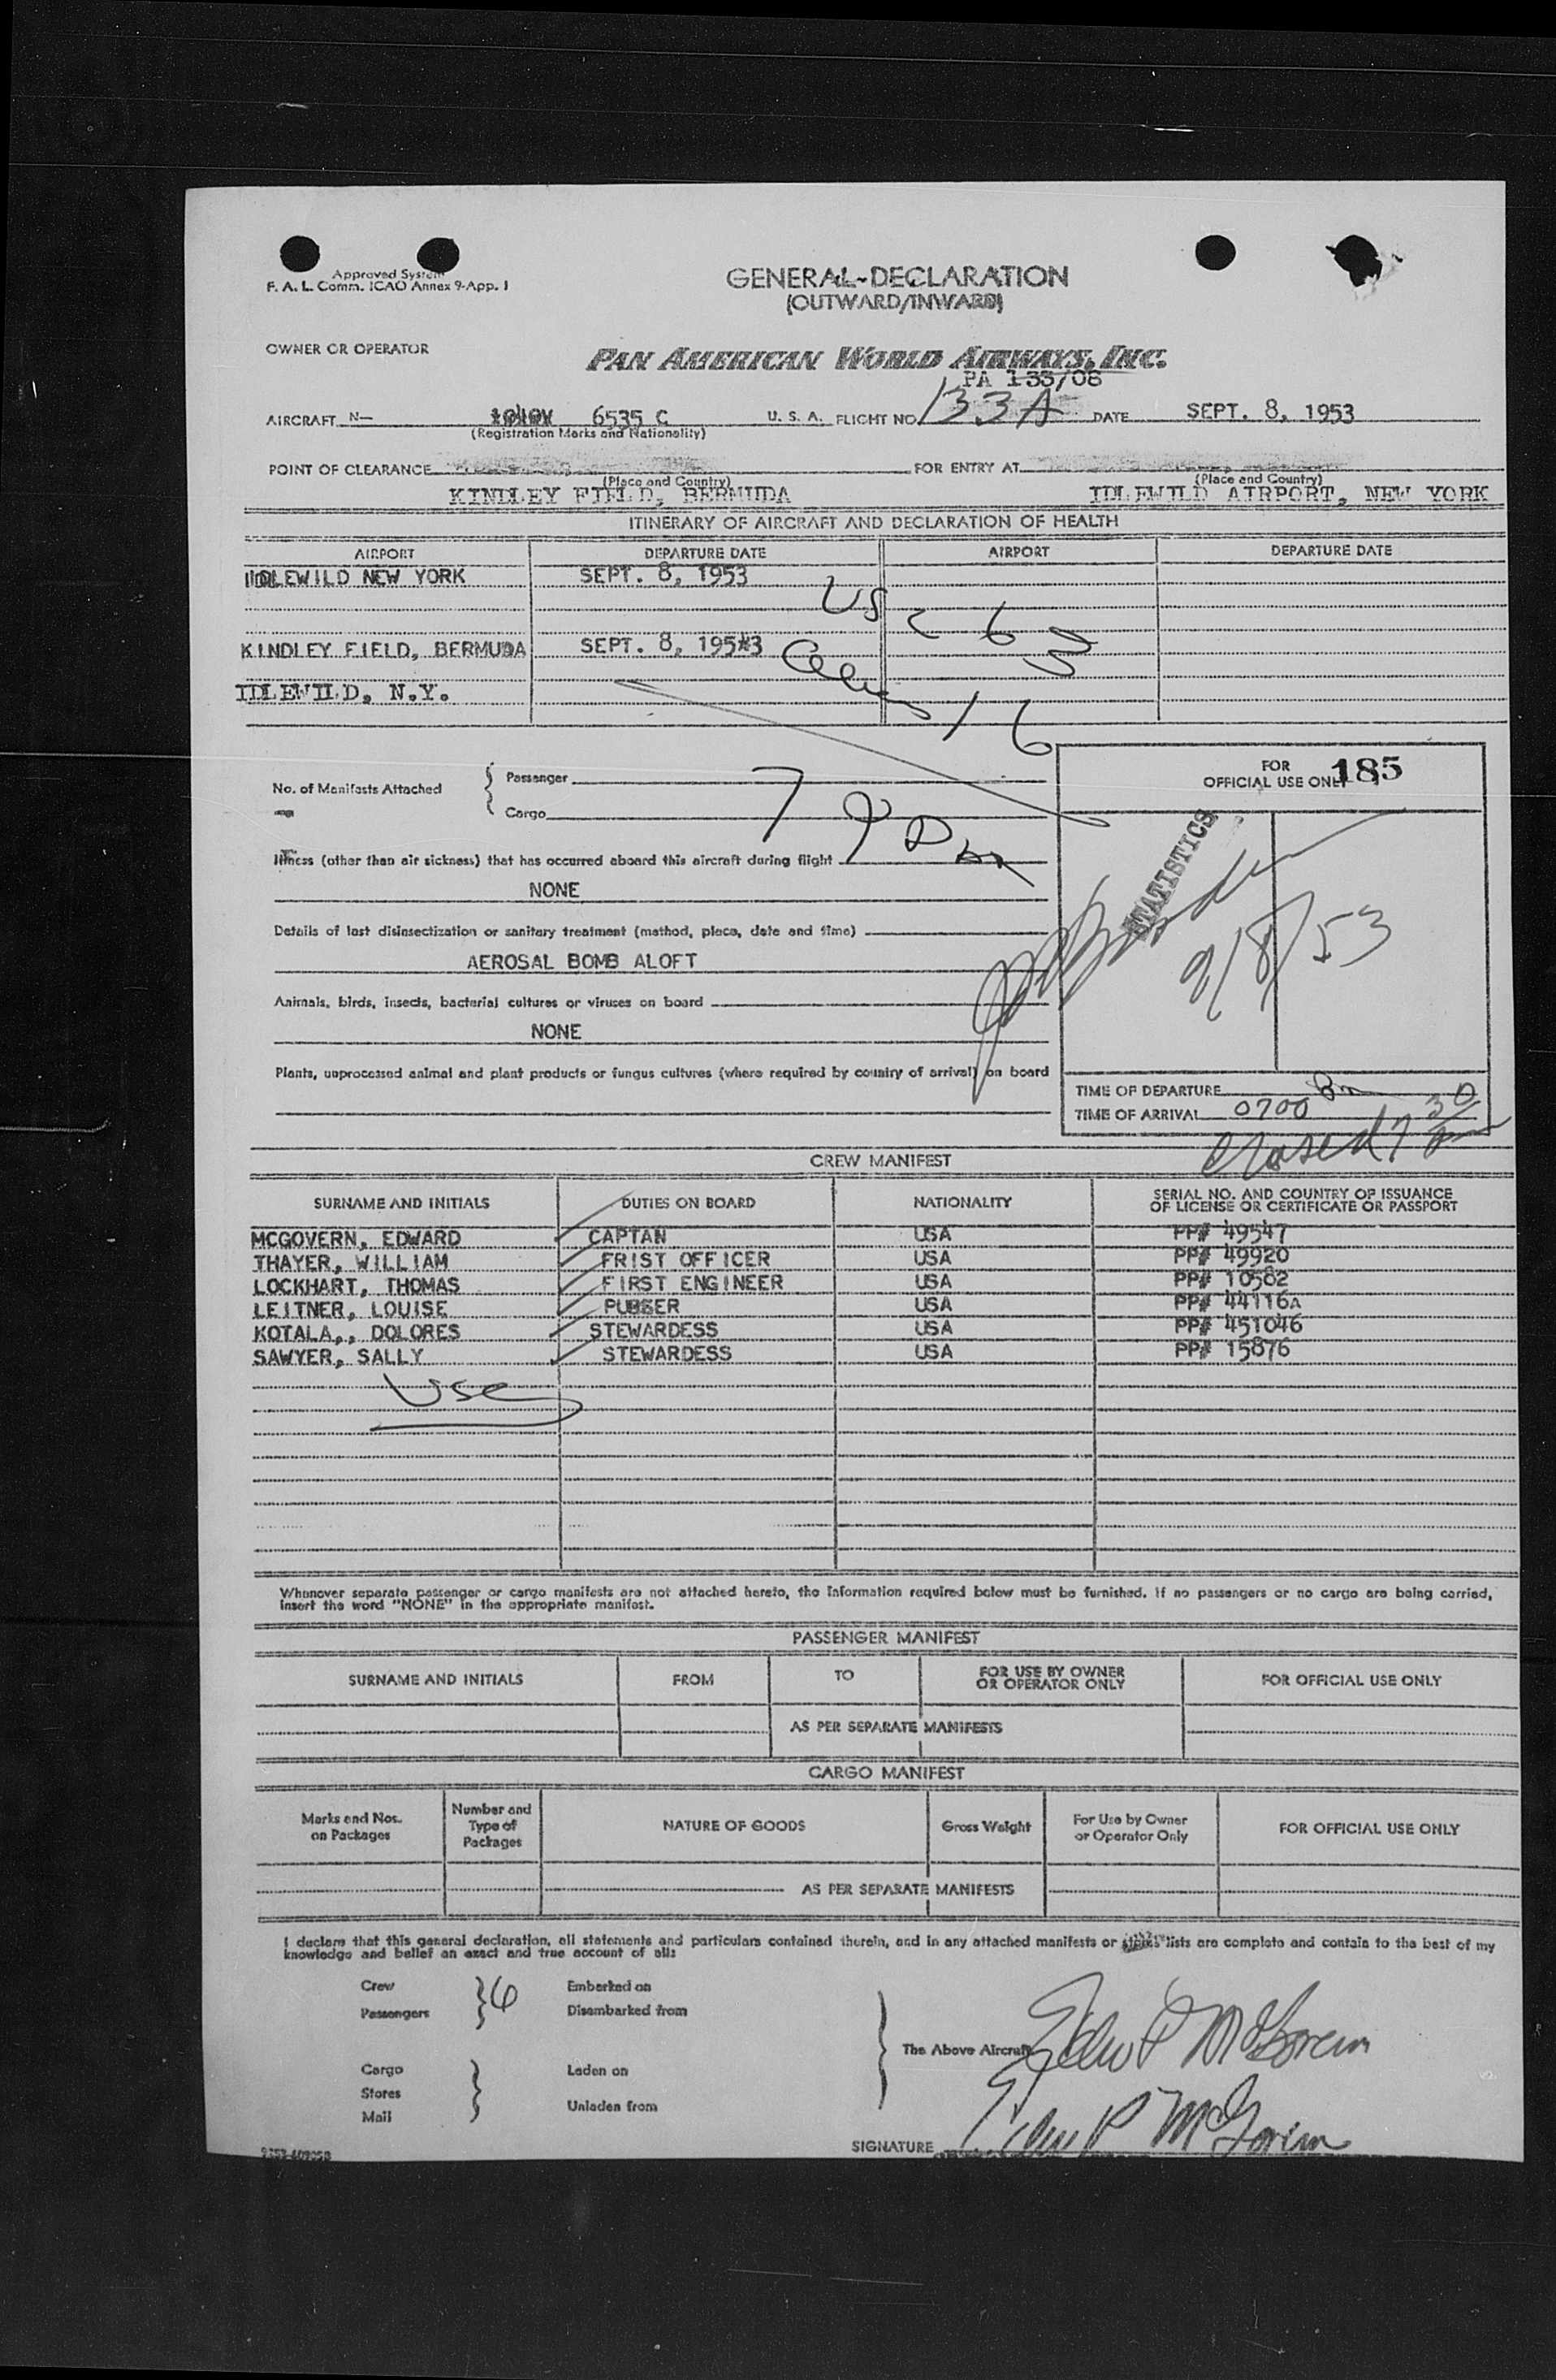 Approved System
F. A. L. Comm. ICAO Annex 9-App. I
GENERAL-DECLARATION
(OUTWARD/INWARD)
OWNER OR OPERATOR
PAN AMERICAN WORLD AIRWAYS, INC.
PA 133/08
AIRCRAFT N- 6535 C U. S. A. FLIGHT NO 133A DATE SEPT. 8, 1953
(Registration Marks and Nationality)
POINT OF CLEARANCE FOR ENTRY AT
(Place and Country) (Place and Country)
KINDLEY FIELD, BERMUDA IDLEWILD AIRPORT, NEW YORK
ITINERARY OF AIRCRAFT AND DECLARATION OF HEALTH
AIRPORT DEPARTURE DATE AIRPORT DEPARTURE DATE
IDLEWILD NEW YORK SEPT. 8, 1953
US C 63
KINDLEY FIELD, BERMUDA SEPT. 8, 1953
Aliens 16
IDLEWILD, N.Y.
No. of Manifests Attached
Passenger
Cargo
79
FOR
OFFICIAL USE ONLY 185
STATISTICS
9/8/53
Illness (other than air sickness) that has occurred aboard this aircraft during flight
NONE
Details of last disinsectization or sanitary treatment (method, place, date and time)
AEROSAL BOMB ALOFT
Animals, birds, insects, bacterial cultures or viruses on board
NONE
Plants, unprocessed animal and plant products or fungus cultures (where required by country of arrival) on board
TIME OF DEPARTURE
TIME OF ARRIVAL 0700
Closed 7 30
CREW MANIFEST
SURNAME AND INITIALS DUTIES ON BOARD NATIONALITY SERIAL NO. AND COUNTRY OF ISSUANCE
OF LICENSE OR CERTIFICATE OR PASSPORT
MCGOVERN, EDWARD CAPTAN USA PP# 49547
THAYER, WILLIAM FRIST OFFICER USA PP# 49920
LOCKHART, THOMAS FIRST ENGINEER USA PP# 10582
LEITNER, LOUISE PURSER USA PP# 44116A
KOTALA,, DOLORES STEWARDESS USA PP# 451046
SAWYER, SALLY STEWARDESS USA PP# 15876
USC
Whenever separate passenger or cargo manifests are not attached hereto, the information required below must be furnished. If no passengers or no cargo are being carried,
insert the word "NONE" in the appropriate manifest.
PASSENGER MANIFEST
SURNAME AND INITIALS FROM TO FOR USE BY OWNER
OR OPERATOR ONLY FOR OFFICIAL USE ONLY
AS PER SEPARATE MANIFESTS
CARGO MANIFEST
Marks and Nos.
on Packages
Number and
Type of
Packages
NATURE OF GOODS
Gross Weight
For Use by Owner
or Operator Only
FOR OFFICIAL USE ONLY
AS PER SEPARATE MANIFESTS
I declare that this general declaration, all statements and particulars contained therein, and in any attached manifests or lists are complete and contain to the best of my
knowledge and belief an exact and true account of all:
Crew
Passengers
6
Embarked on
Disembarked from
The Above Aircraft Edw P McGovern
Cargo
Stores
Mail
Laden on
Unladen from
SIGNATURE Edw P McGovern